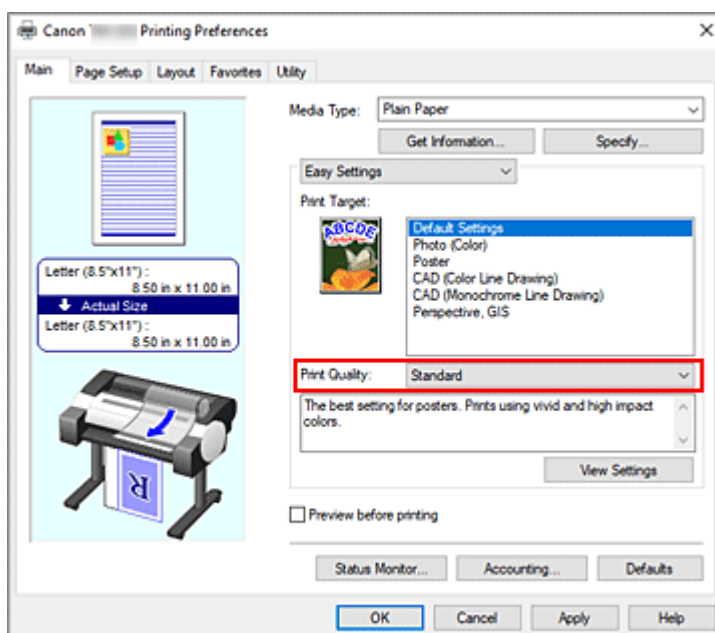 Canon Printing Preferences
Main Page Setup Layout Favorites Utility
Media Type: Plain Paper
Get Information... Specify...
Easy Settings
Print Target:
ABCDE
Default Settings
Photo (Color)
Poster
CAD (Color Line Drawing)
CAD (Monochrome Line Drawing)
Perspective, GIS
Letter (8.5"x11") :
8.50 in x 11.00 in
Actual Size
Letter (8.5"x11") :
8.50 in x 11.00 in
Print Quality: Standard
The best setting for posters. Prints using vivid and high impact
colors.
R
View Settings
Preview before printing
Status Monitor... Accounting... Defaults
OK Cancel Apply Help